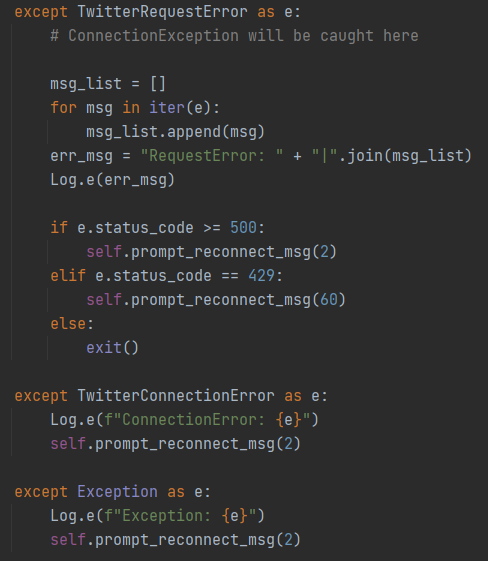 except TwitterRequestError as e:
    # ConnectionException will be caught here

    msg_list = []
    for msg in iter(e):
        msg_list.append(msg)
    err_msg = "RequestError: " + "|".join(msg_list)
    Log.e(err_msg)

    if e.status_code >= 500:
        self.prompt_reconnect_msg(2)
    elif e.status_code == 429:
        self.prompt_reconnect_msg(60)
    else:
        exit()

except TwitterConnectionError as e:
    Log.e(f"ConnectionError: {e}")
    self.prompt_reconnect_msg(2)

except Exception as e:
    Log.e(f"Exception: {e}")
    self.prompt_reconnect_msg(2)